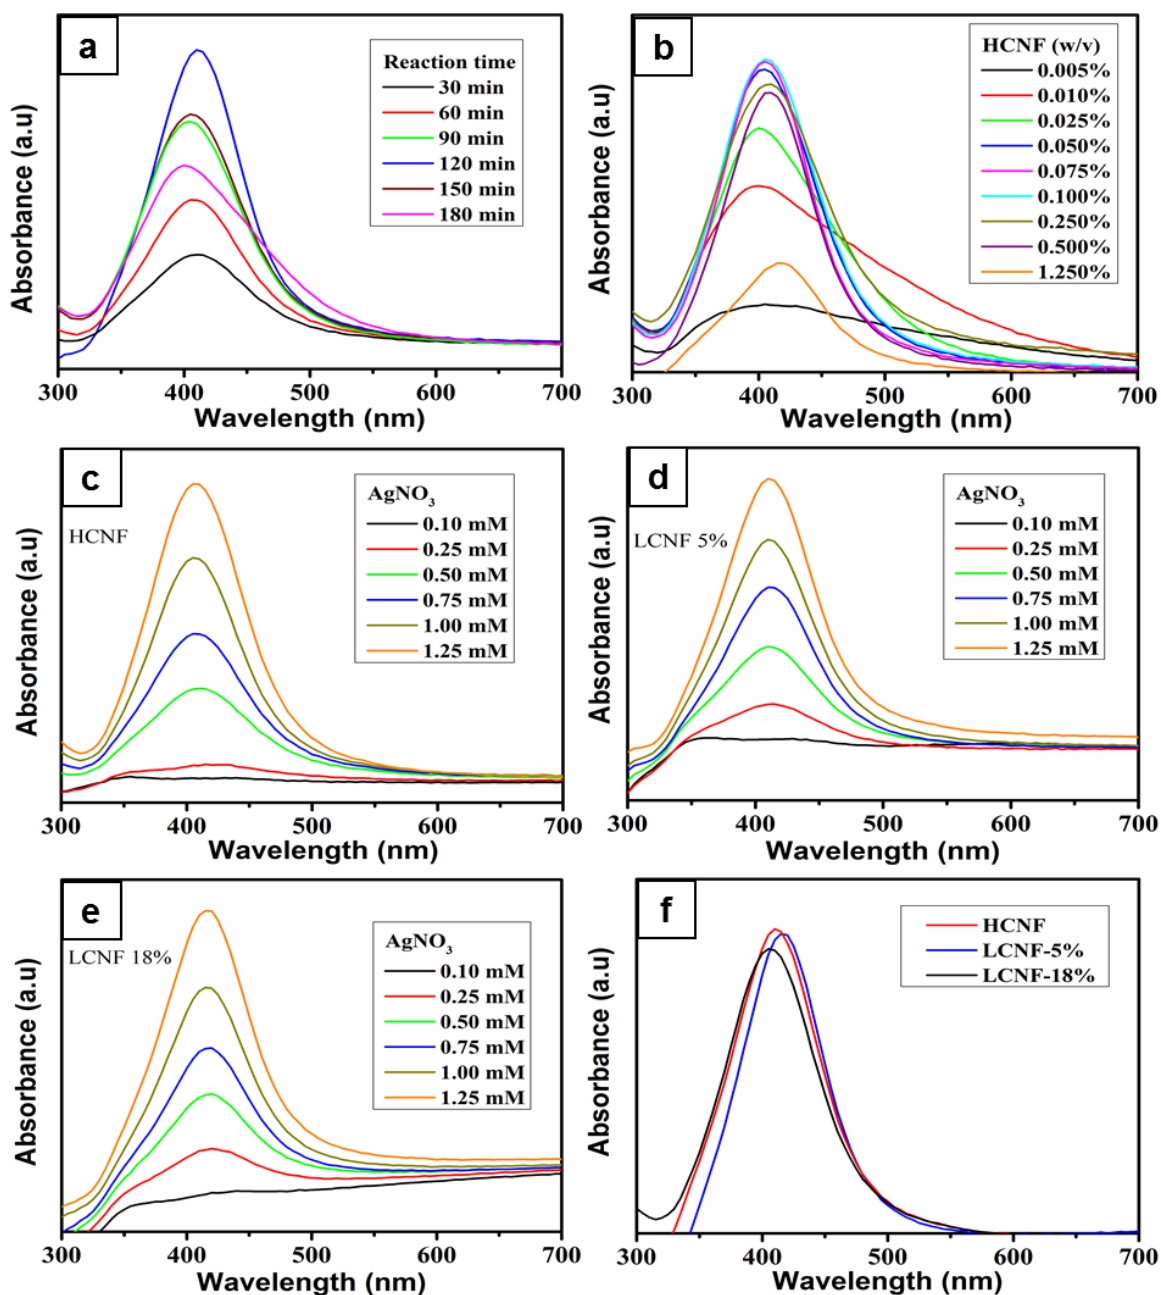 a
Reaction time
30 min
60 min
90 min
120 min
150 min
180 min
Absorbance (a.u)
300 400 500 600 700
Wavelength (nm)
b
HCNF (w/v)
0.005%
0.010%
0.025%
0.050%
0.075%
0.100%
0.250%
0.500%
1.250%
Absorbance (a.u)
300 400 500 600 700
Wavelength (nm)
c
HCNF
AgNO₃
0.10 mM
0.25 mM
0.50 mM
0.75 mM
1.00 mM
1.25 mM
Absorbance (a.u)
300 400 500 600 700
Wavelength (nm)
d
LCNF 5%
AgNO₃
0.10 mM
0.25 mM
0.50 mM
0.75 mM
1.00 mM
1.25 mM
Absorbance (a.u)
300 400 500 600 700
Wavelength (nm)
e
LCNF 18%
AgNO₃
0.10 mM
0.25 mM
0.50 mM
0.75 mM
1.00 mM
1.25 mM
Absorbance (a.u)
300 400 500 600 700
Wavelength (nm)
f
HCNF
LCNF-5%
LCNF-18%
Absorbance (a.u)
300 400 500 600 700
Wavelength (nm)